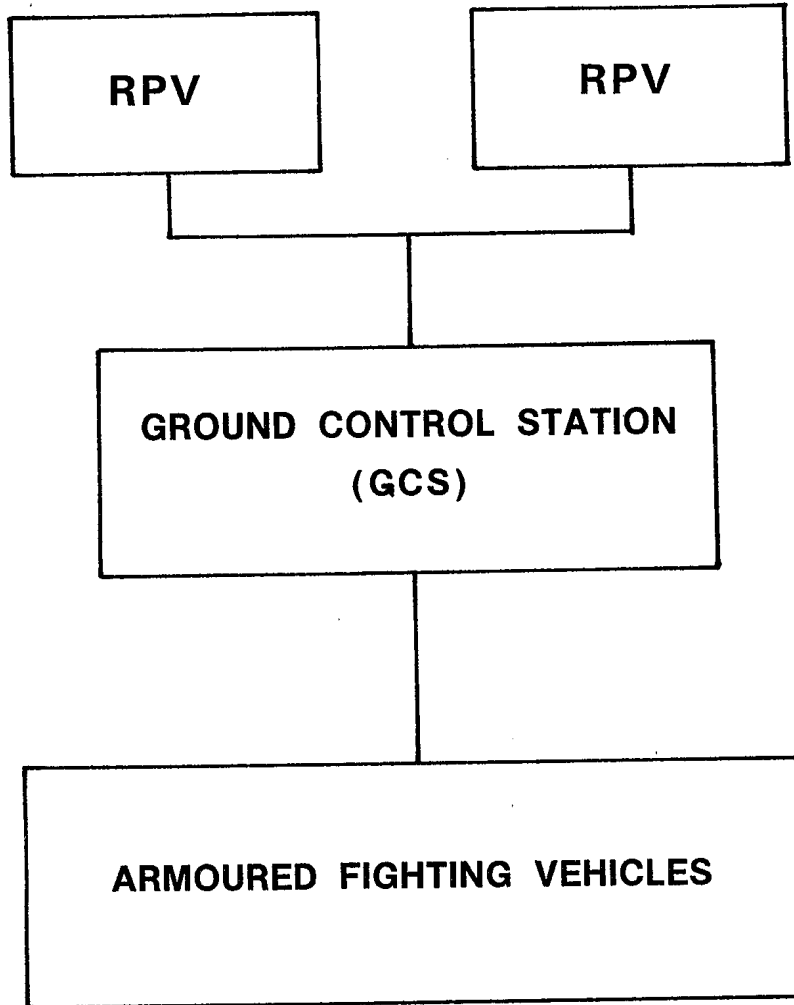 RPV
RPV
GROUND CONTROL STATION
(GCS)
ARMOURED FIGHTING VEHICLES